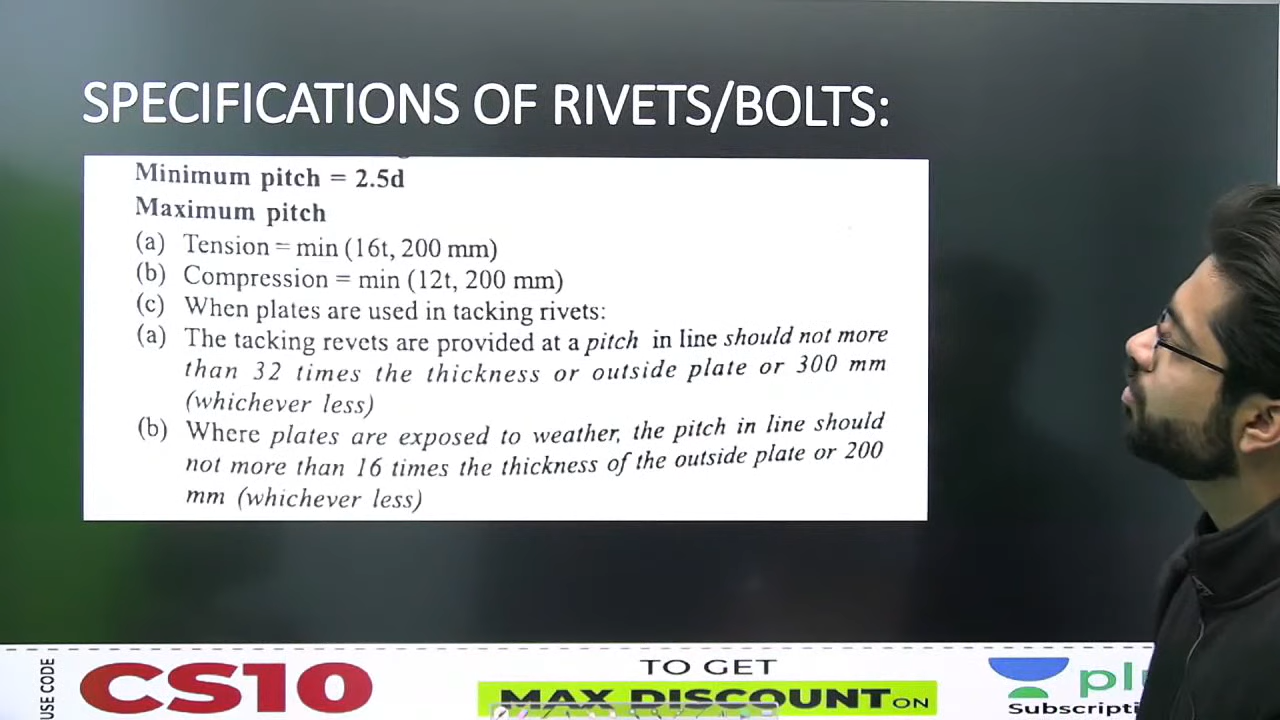 SPECIFICATIONS OF RIVETS/BOLTS:
Minimum pitch = 2.5d
Maximum pitch
(a) Tension = min (16t, 200 mm)
(b) Compression = min (12t, 200 mm)
(c) When plates are used in tacking rivets:
(a) The tacking revets are provided at a pitch in line should not more
than 32 times the thickness or outside plate or 300 mm
(whichever less)
(b) Where plates are exposed to weather, the pitch in line should
not more than 16 times the thickness of the outside plate or 200
mm (whichever less)
USE CODE
CS10
TO GET
MAX DISCOUNT ON